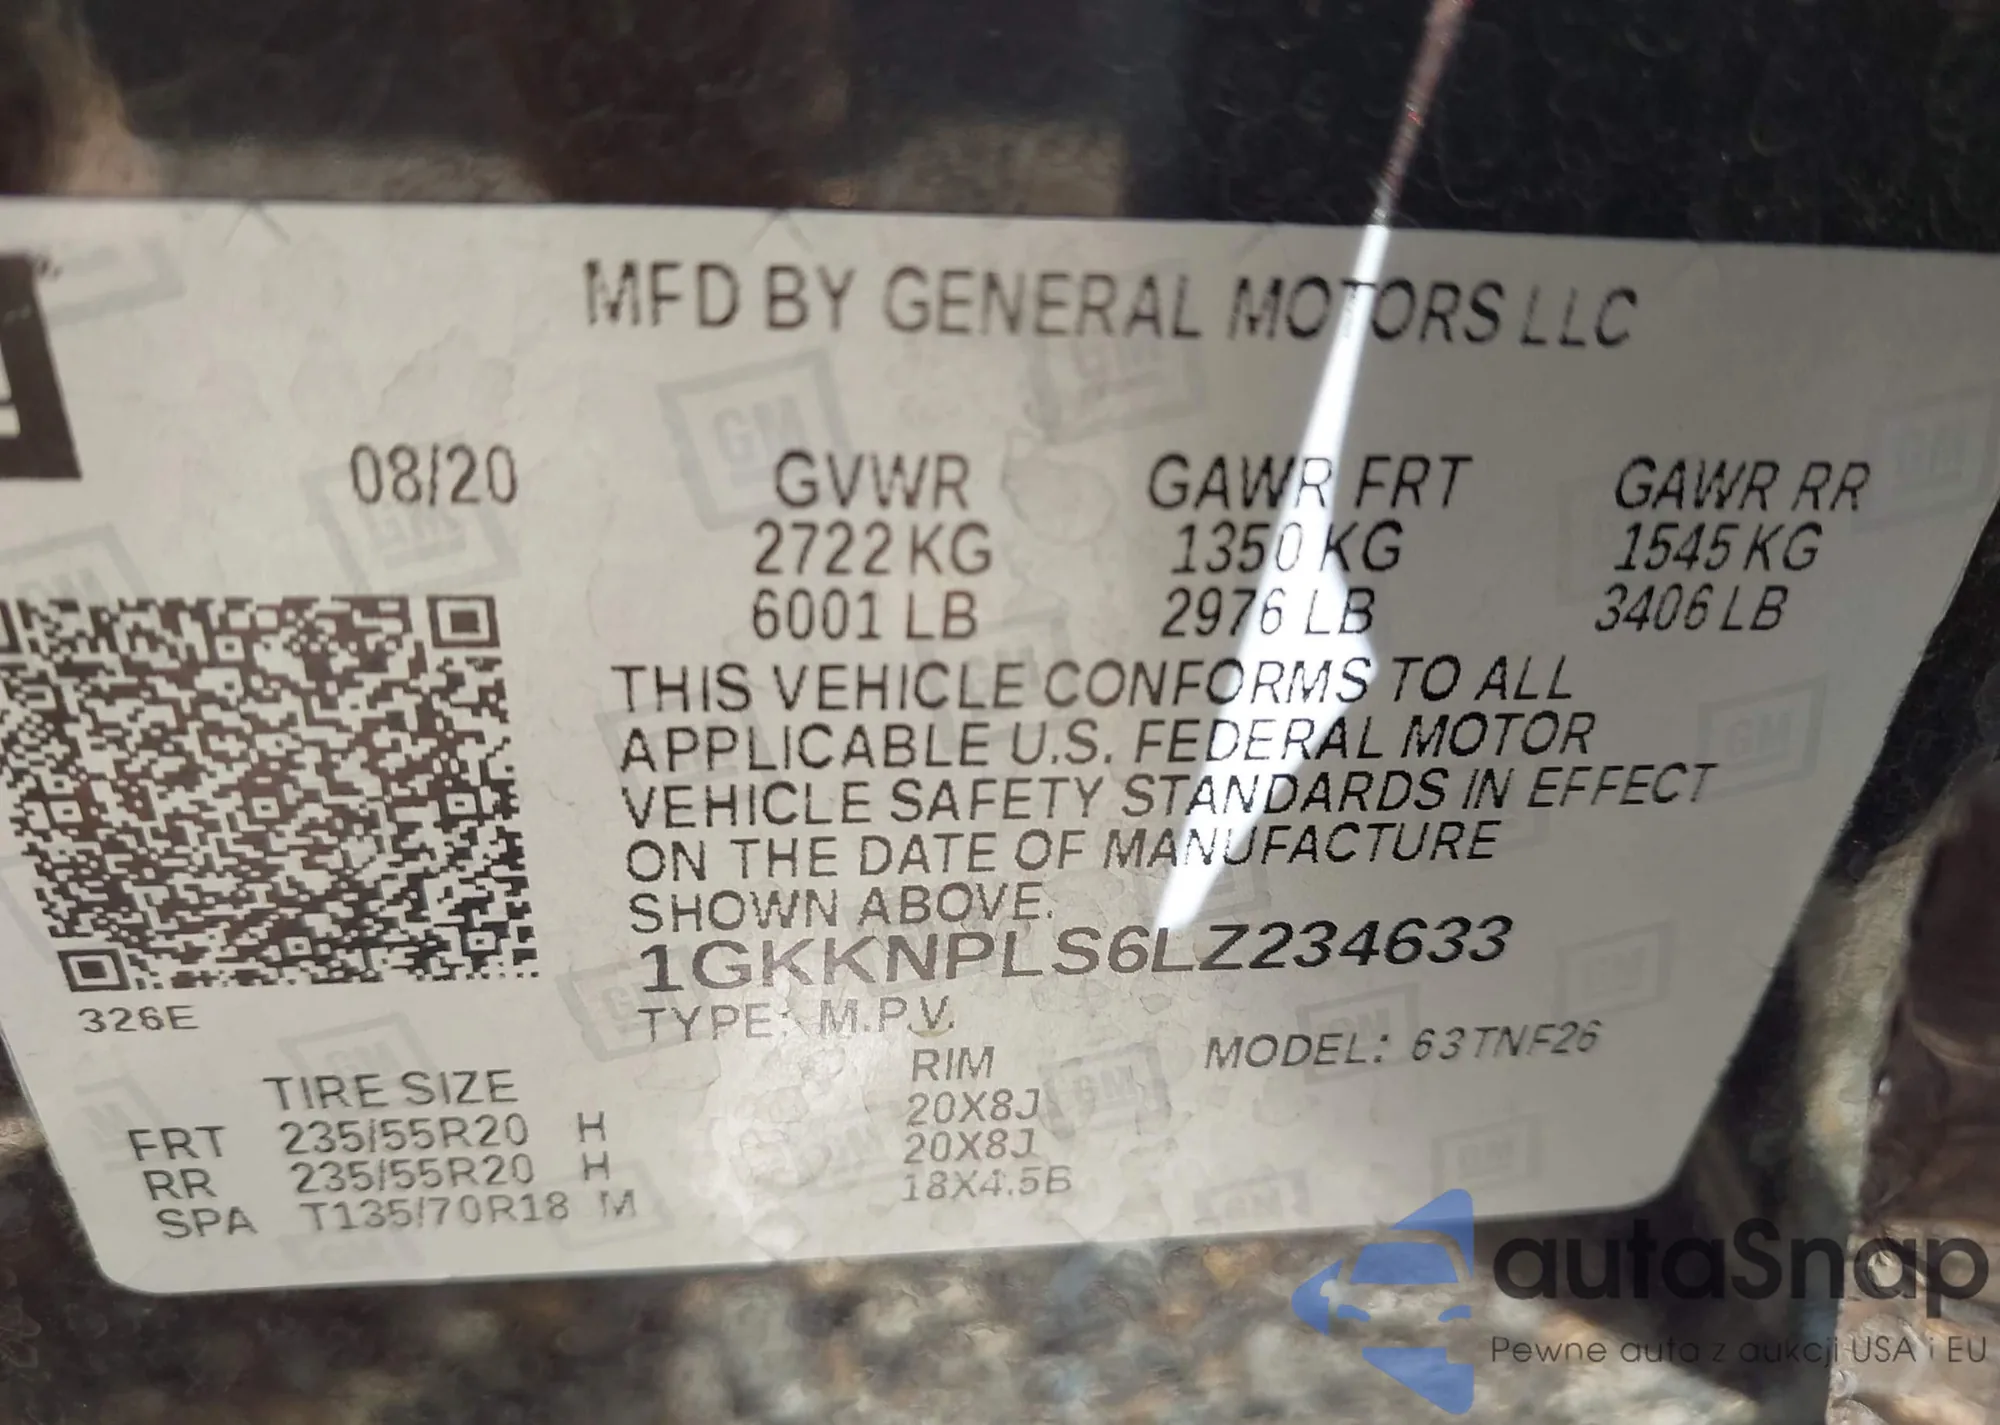 MFD BY GENERAL MOTORS LLC
08/20 GVWR GAWR FRT GAWR RR
2722 KG 1350 KG 1545 KG
6001 LB 2976 LB 3406 LB
THIS VEHICLE CONFORMS TO ALL
APPLICABLE U.S. FEDERAL MOTOR
VEHICLE SAFETY STANDARDS IN EFFECT
ON THE DATE OF MANUFACTURE
SHOWN ABOVE.
1GKKNPLS6LZ234633
326E
TYPE: M.P.V.
MODEL: 63TNF26
TIRE SIZE RIM
FRT 235/55R20 H 20X8J
RR 235/55R20 H 20X8J
SPA T135/70R18 M 18X4.5B
GM
autaSnap
Pewne auta z aukcji USA i EU